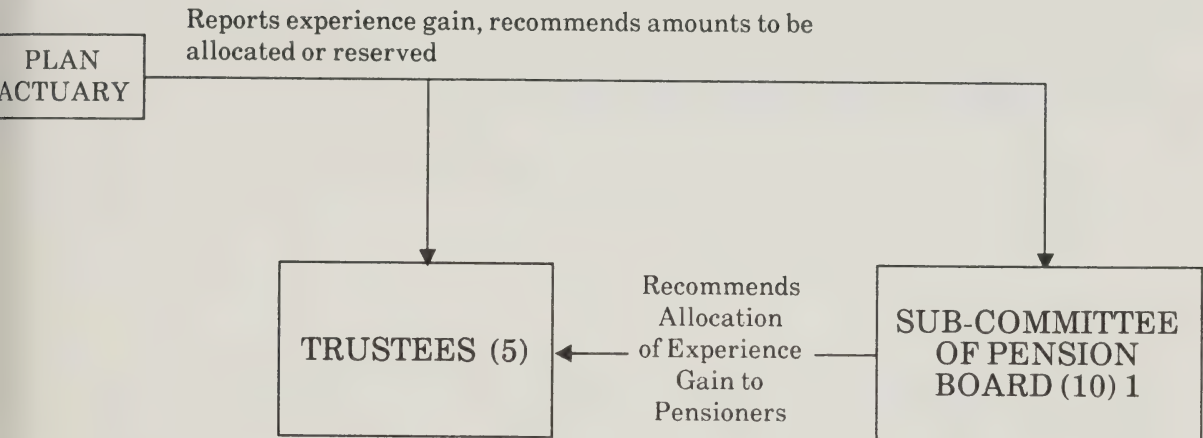 Reports experience gain, recommends amounts to be
allocated or reserved
PLAN
ACTUARY
TRUSTEES (5)
Recommends
Allocation
of Experience
Gain to
Pensioners
SUB-COMMITTEE
OF PENSION
BOARD (10) 1